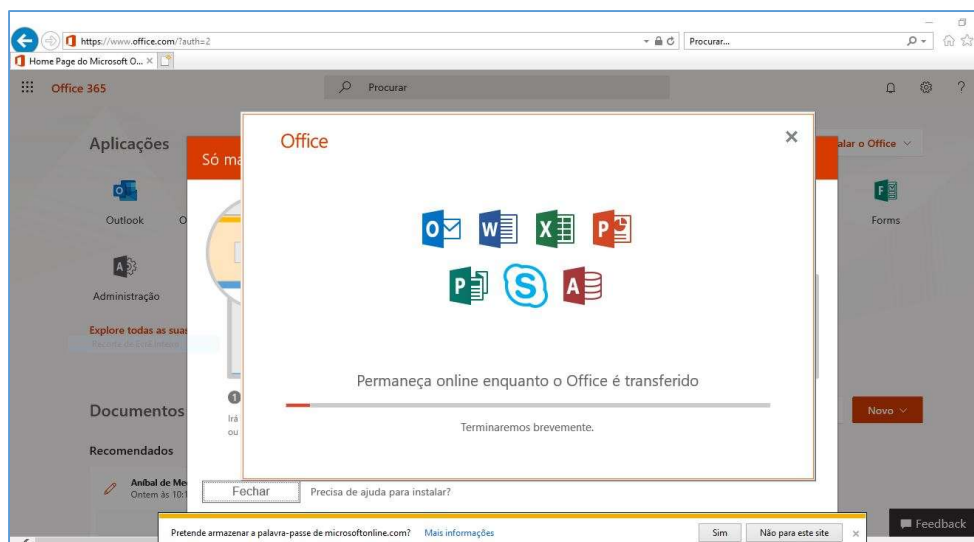 https://www.office.com/?auth=2
Procurar...
Home Page do Microsoft O...
Office 365
Procurar
Aplicações
Só ma
Office
alar o Office
Outlook
O
Forms
Administração
Explore todas as suas
Permaneça online enquanto o Office é transferido
Terminaremos brevemente.
Documentos
1
Irá
ou
Novo
Recomendados
Aníbal de Me
Ontem às 10:1
Fechar
Precisa de ajuda para instalar?
Pretende armazenar a palavra-passe de microsoftonline.com?
Mais informações
Sim
Não para este site
Feedback